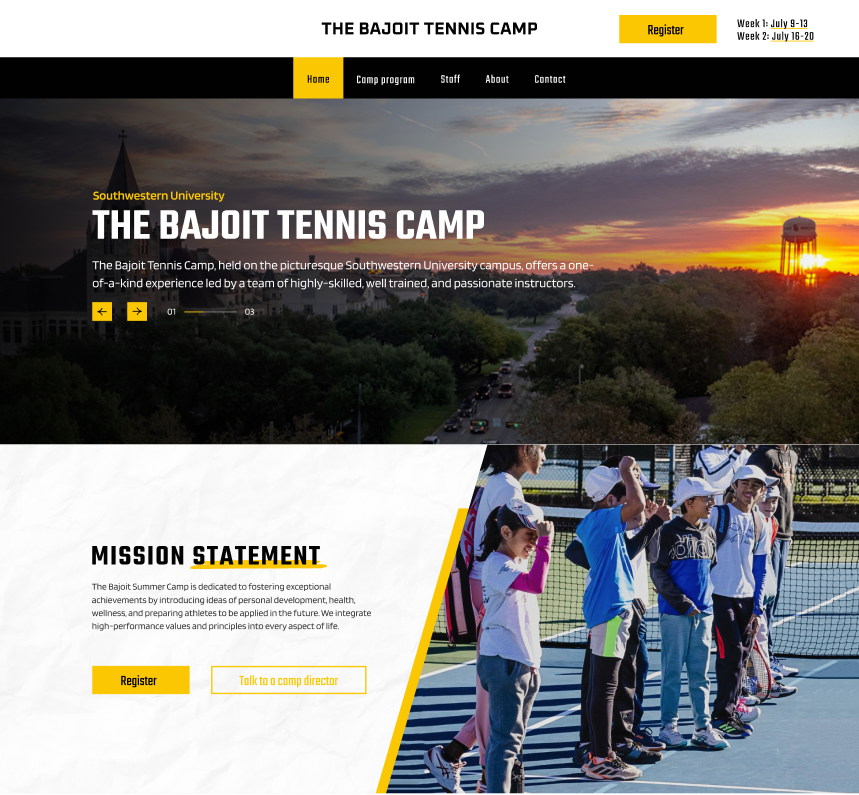 THE BAJOIT TENNIS CAMP
Register
Week 1: July 9-13
Week 2: July 16-20
Home
Camp program
Staff
About
Contact
Southwestern University
THE BAJOIT TENNIS CAMP
The Bajoit Tennis Camp, held on the picturesque Southwestern University campus, offers a one-
of-a-kind experience led by a team of highly-skilled, well trained, and passionate instructors.
01
03
MISSION STATEMENT
The Bajoit Summer Camp is dedicated to fostering exceptional
achievements by introducing ideas of personal development, health,
wellness, and preparing athletes to be applied in the future. We integrate
high-performance values and principles into every aspect of life.
Register
Talk to a camp director